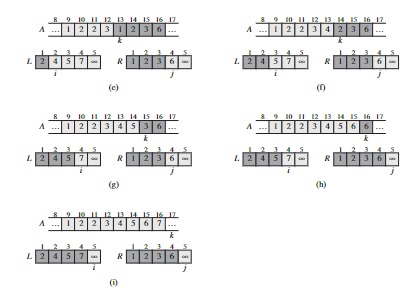 8 9 10 11 12 13 14 15 16 17
A ... 1 2 2 3 1 2 3 6 ...
k
1 2 3 4 5
L 2 4 5 7 ∞
i
1 2 3 4 5
R 1 2 3 6 ∞
j
(e)
8 9 10 11 12 13 14 15 16 17
A ... 1 2 2 3 4 2 3 6 ...
k
1 2 3 4 5
L 2 4 5 7 ∞
i
1 2 3 4 5
R 1 2 3 6 ∞
j
(f)
8 9 10 11 12 13 14 15 16 17
A ... 1 2 2 3 4 5 3 6 ...
k
1 2 3 4 5
L 2 4 5 7 ∞
i
1 2 3 4 5
R 1 2 3 6 ∞
j
(g)
8 9 10 11 12 13 14 15 16 17
A ... 1 2 2 3 4 5 6 6 ...
k
1 2 3 4 5
L 2 4 5 7 ∞
i
1 2 3 4 5
R 1 2 3 6 ∞
j
(h)
8 9 10 11 12 13 14 15 16 17
A ... 1 2 2 3 4 5 6 7 ...
k
1 2 3 4 5
L 2 4 5 7 ∞
i
1 2 3 4 5
R 1 2 3 6 ∞
j
(i)